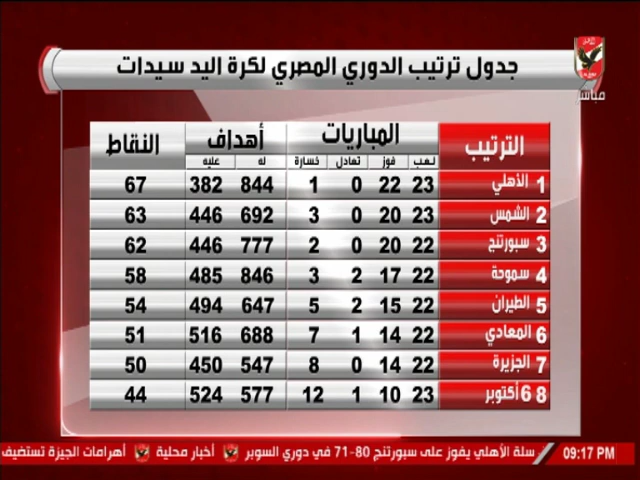 جدول ترتيب الدوري المصري لكرة اليد سيدات
مباشر
الترتيب المباريات أهداف النقاط
لعب فوز تعادل خسارة له عليه
1 الأهلي 23 22 0 1 844 382 67
2 الشمس 23 20 0 3 692 446 63
3 سبورتنج 22 20 0 2 777 446 62
4 سموحة 22 17 2 3 846 485 58
5 الطيران 22 15 2 5 647 494 54
6 المعادي 22 14 1 7 688 516 51
7 الجزيرة 22 14 0 8 547 450 50
8 6أكتوبر 23 10 1 12 577 524 44
09:17 PM سلة الأهلي يفوز على سبورتنج 80-71 في دوري السوبر أخبار محلية أهرامات الجيزة تستضيف